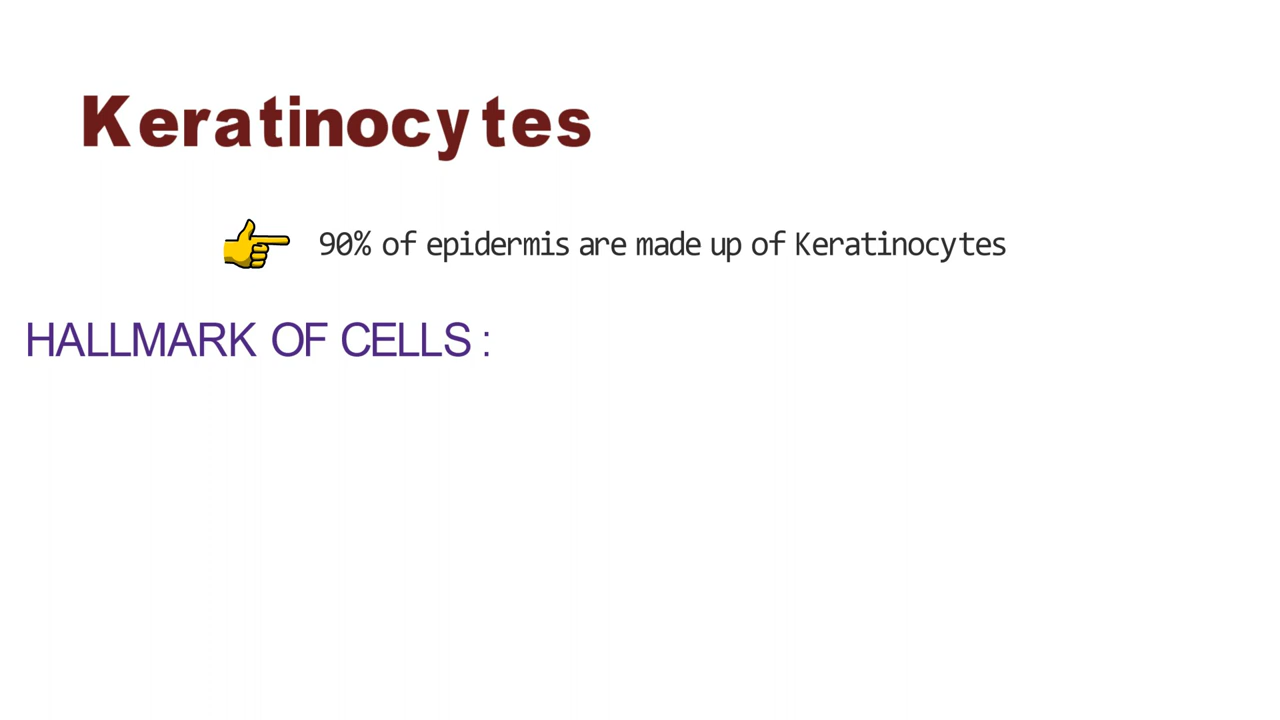 Keratinocytes
90% of epidermis are made up of Keratinocytes
HALLMARK OF CELLS :